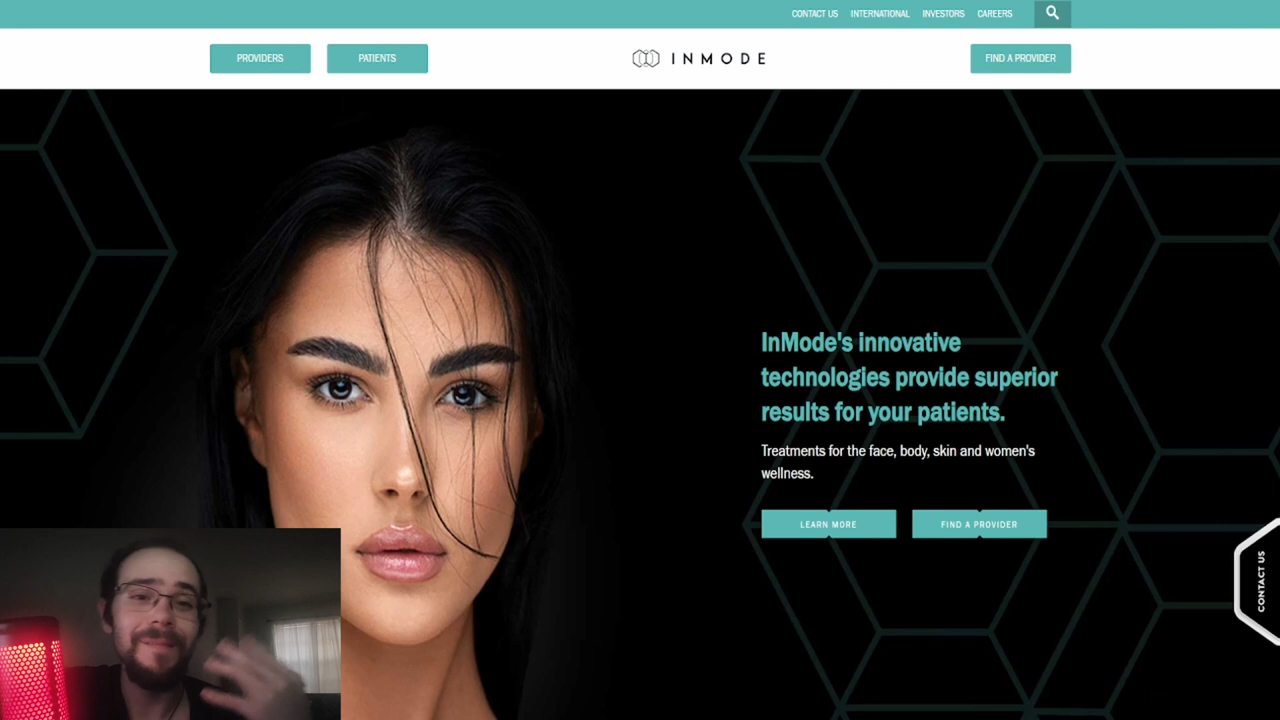 CONTACT US INTERNATIONAL INVESTORS CAREERS
PROVIDERS PATIENTS INMODE FIND A PROVIDER
InMode's innovative
technologies provide superior
results for your patients.
Treatments for the face, body, skin and women's
wellness.
LEARN MORE FIND A PROVIDER
CONTACT US